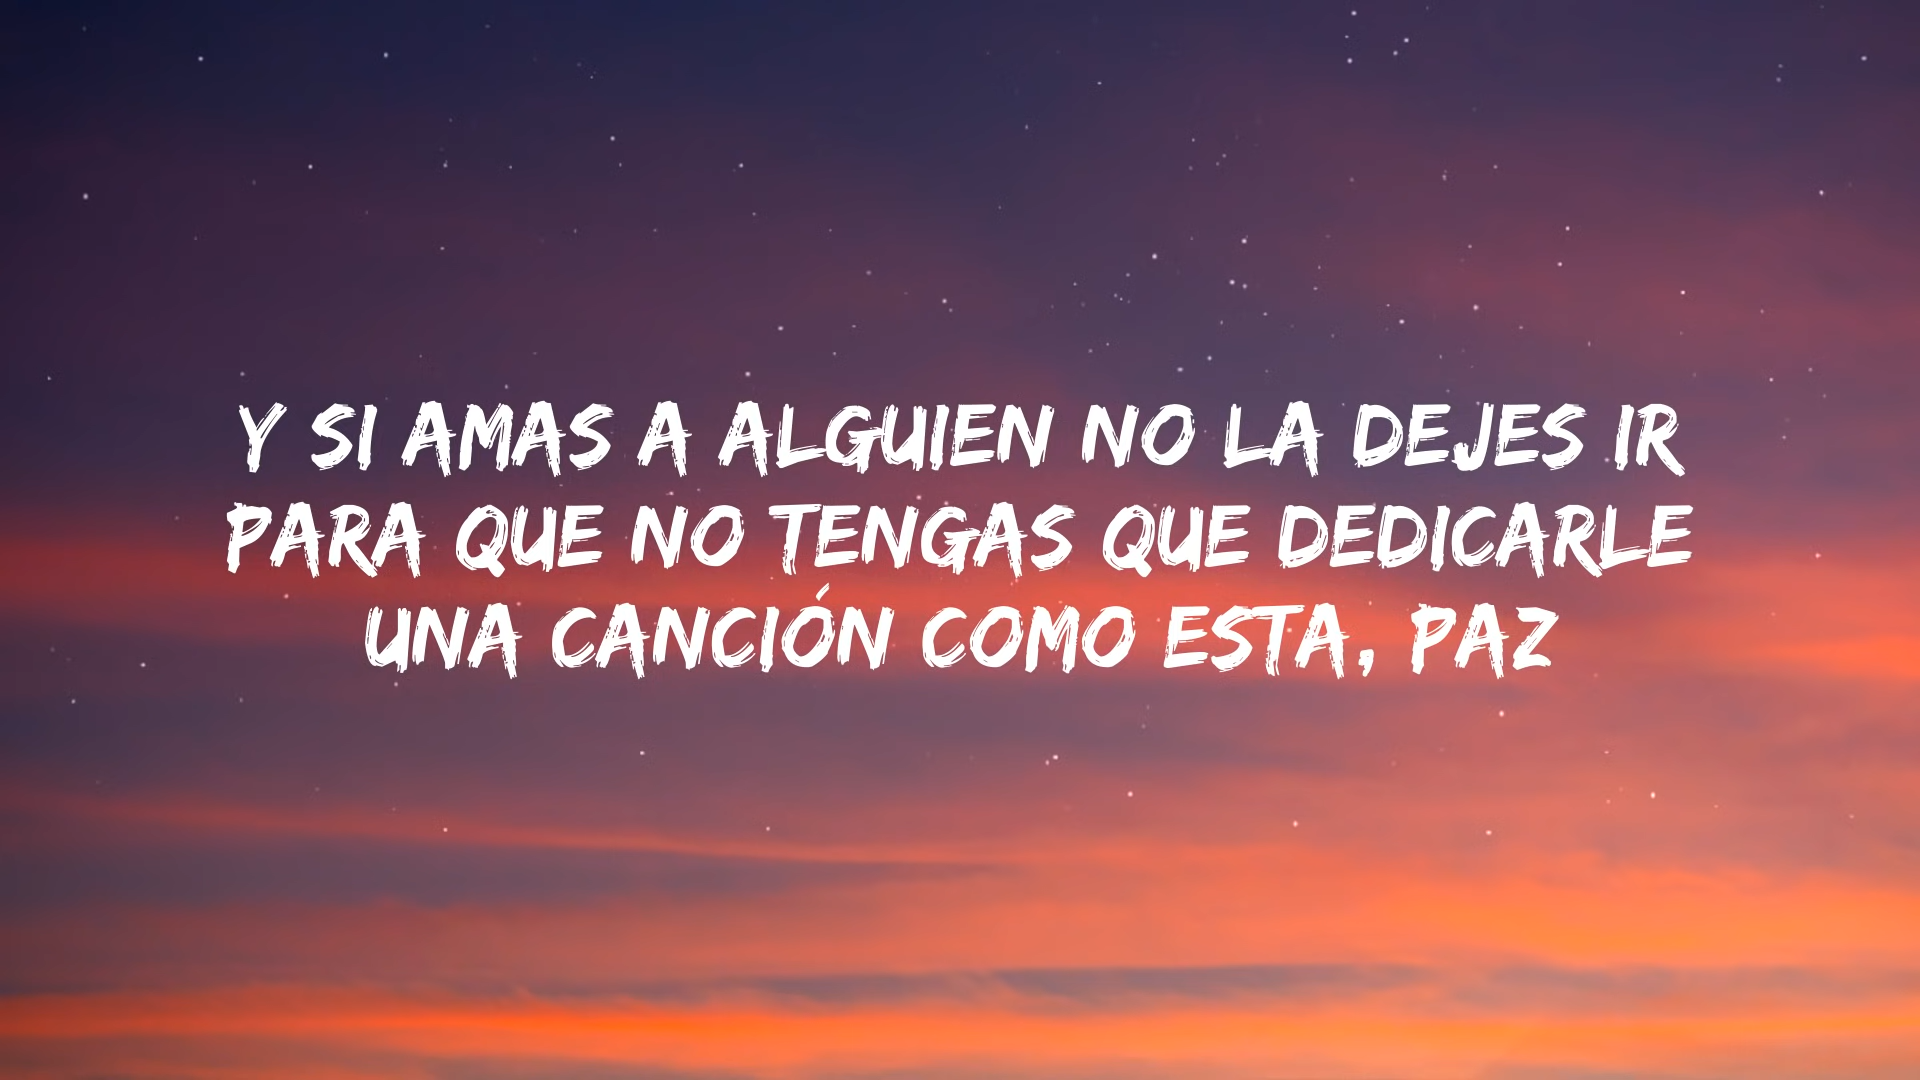 Y SI AMAS A ALGUIEN NO LA DEJES IR
PARA QUE NO TENGAS QUE DEDICARLE
UNA CANCIÓN COMO ESTA, PAZ